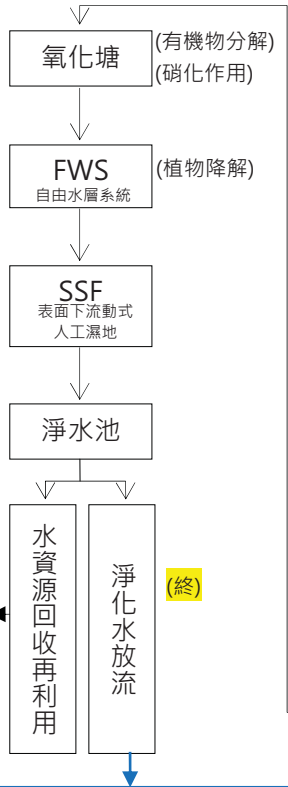 氧化塘
(有機物分解)
(硝化作用)
FWS
自由水層系統
(植物降解)
SSF
表面下流動式
人工濕地
淨水池
水資源回收再利用
淨化水放流
(終)